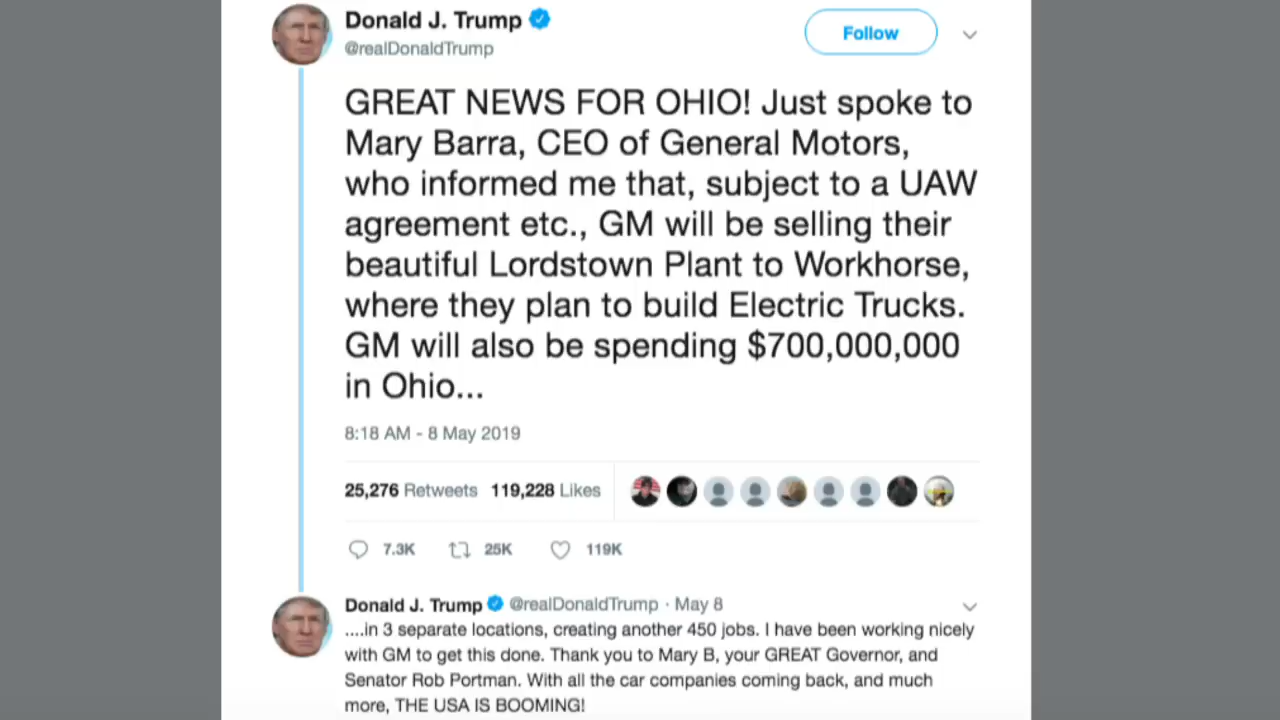 Donald J. Trump
@realDonaldTrump
Follow
GREAT NEWS FOR OHIO! Just spoke to
Mary Barra, CEO of General Motors,
who informed me that, subject to a UAW
agreement etc., GM will be selling their
beautiful Lordstown Plant to Workhorse,
where they plan to build Electric Trucks.
GM will also be spending $700,000,000
in Ohio...
8:18 AM - 8 May 2019
25,276 Retweets 119,228 Likes
7.3K 25K 119K
Donald J. Trump @realDonaldTrump · May 8
....in 3 separate locations, creating another 450 jobs. I have been working nicely
with GM to get this done. Thank you to Mary B, your GREAT Governor, and
Senator Rob Portman. With all the car companies coming back, and much
more, THE USA IS BOOMING!